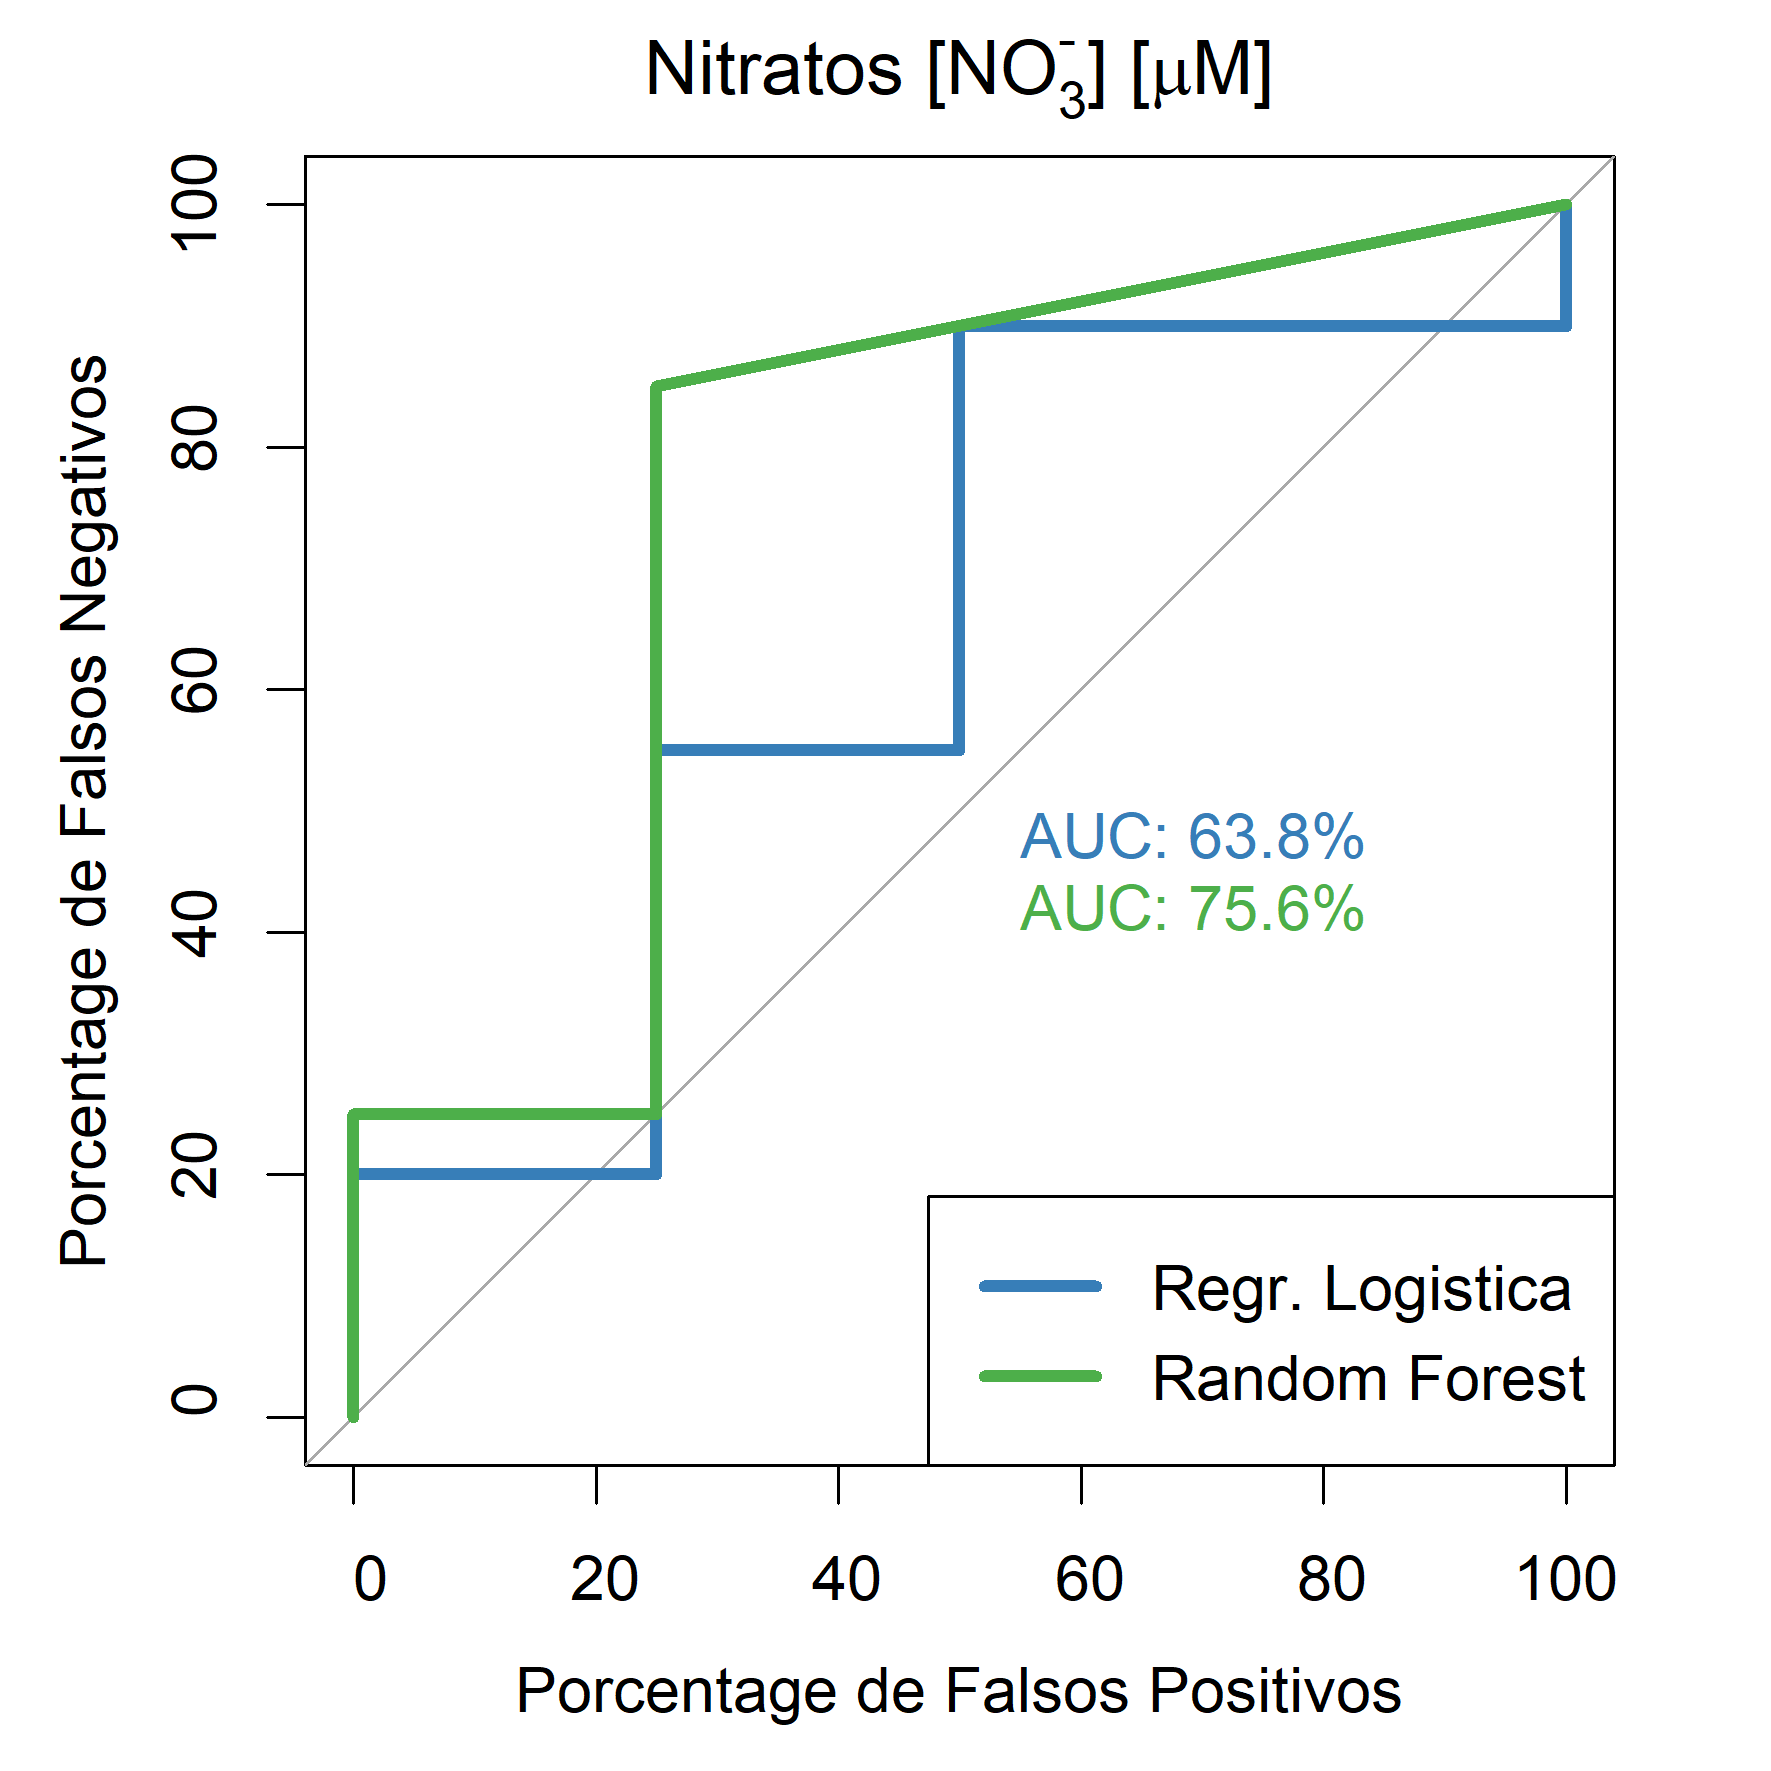 Nitratos [NO₃⁻] [μM]
100
80
60
40
20
0
Porcentage de Falsos Negativos
AUC: 63.8%
AUC: 75.6%
Regr. Logistica
Random Forest
0 20 40 60 80 100
Porcentage de Falsos Positivos